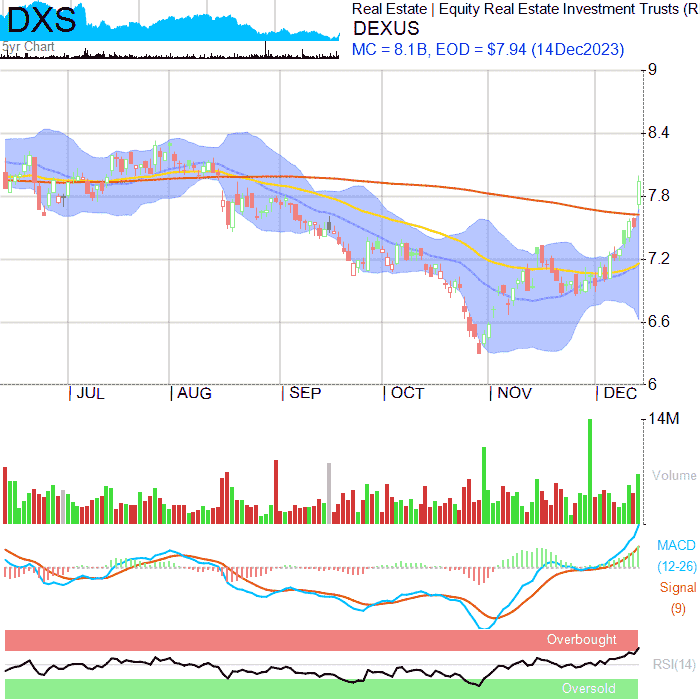 DXS
5yr Chart
Real Estate | Equity Real Estate Investment Trusts (R
DEXUS
MC = 8.1B, EOD = $7.94 (14Dec2023)
9
8.4
7.8
7.2
6.6
6
JUL
AUG
SEP
OCT
NOV
DEC
14M
Volume
MACD
(12-26)
Signal
(9)
Overbought
RSI(14)
Oversold